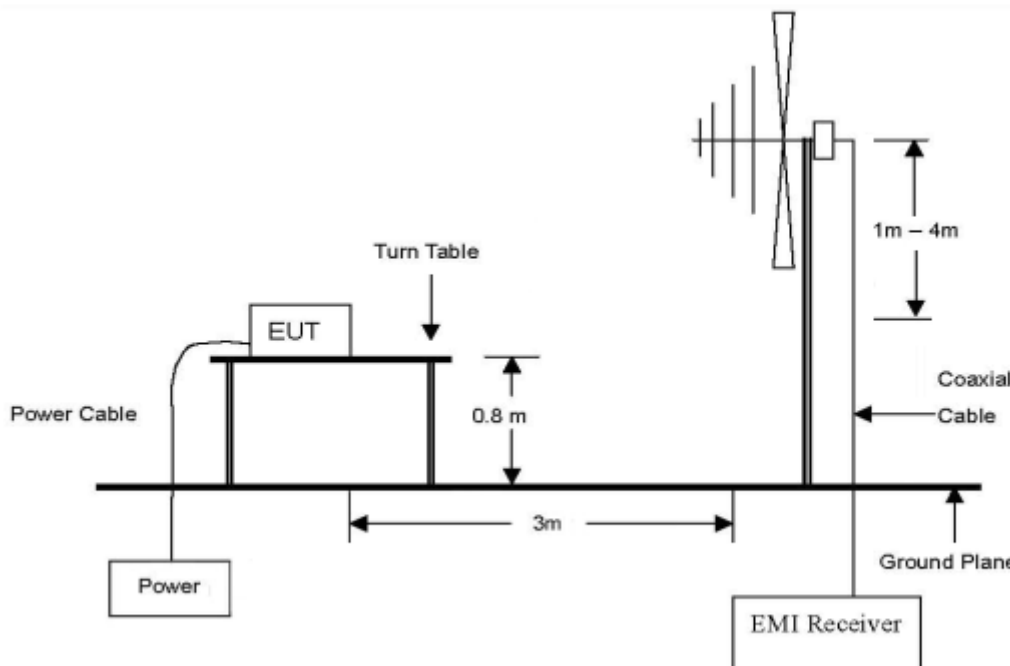 1m – 4m
Turn Table
EUT
Coaxial
Power Cable
0.8 m
Cable
3m
Ground Plane
Power
EMI Receiver